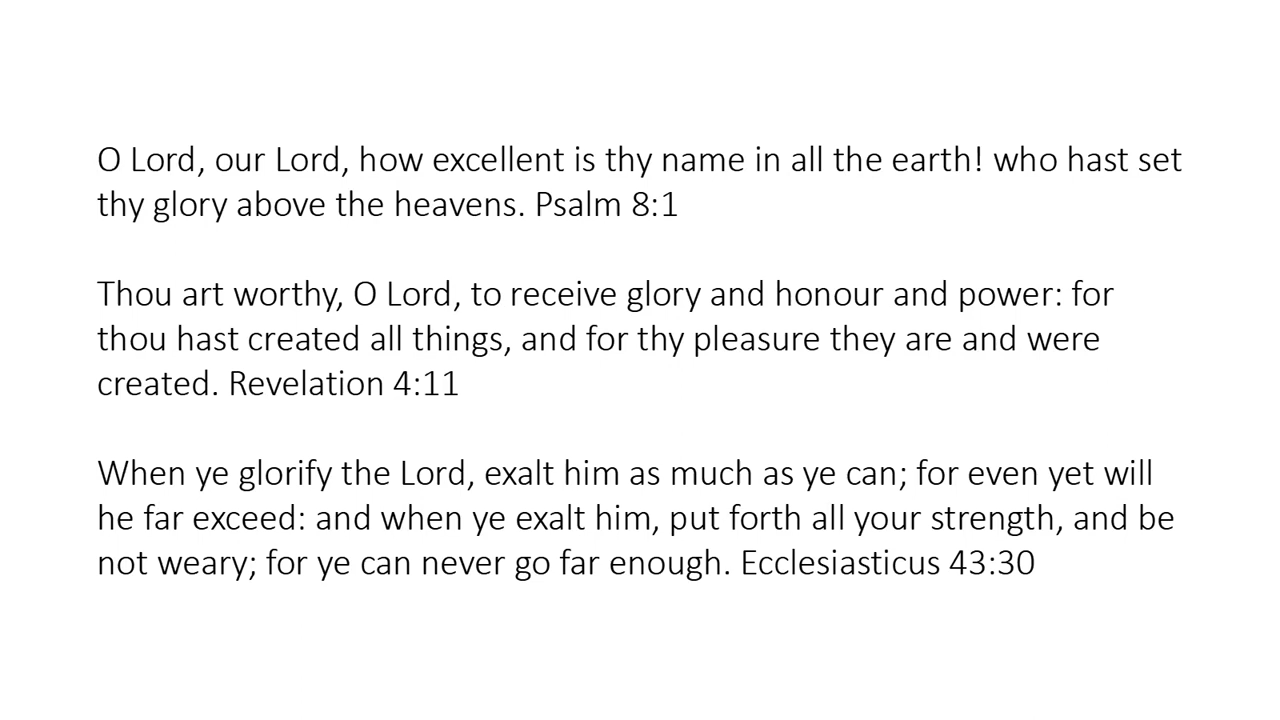 O Lord, our Lord, how excellent is thy name in all the earth! who hast set
thy glory above the heavens. Psalm 8:1
Thou art worthy, O Lord, to receive glory and honour and power: for
thou hast created all things, and for thy pleasure they are and were
created. Revelation 4:11
When ye glorify the Lord, exalt him as much as ye can; for even yet will
he far exceed: and when ye exalt him, put forth all your strength, and be
not weary; for ye can never go far enough. Ecclesiasticus 43:30